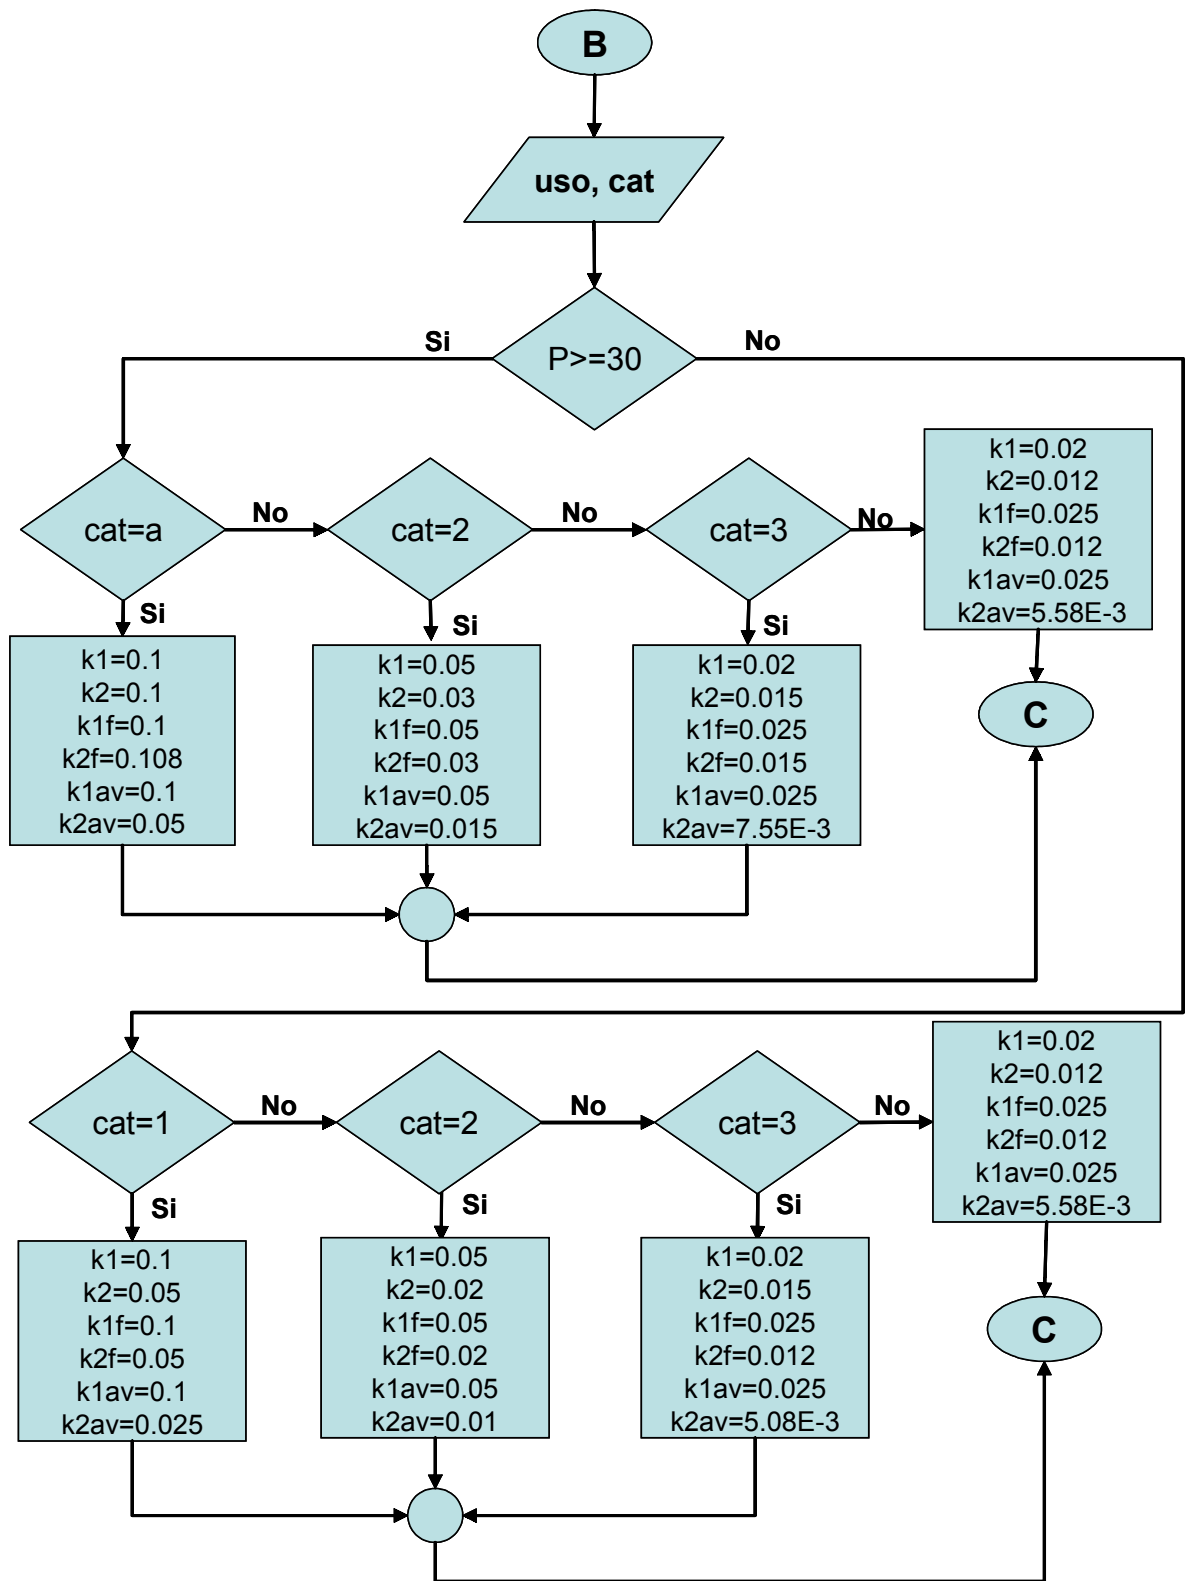 B
uso, cat
P>=30
Si
No
cat=a
No
cat=2
No
cat=3
No
k1=0.02
k2=0.012
k1f=0.025
k2f=0.012
k1av=0.025
k2av=5.58E-3
Si
Si
Si
k1=0.1
k2=0.1
k1f=0.1
k2f=0.108
k1av=0.1
k2av=0.05
k1=0.05
k2=0.03
k1f=0.05
k2f=0.03
k1av=0.05
k2av=0.015
k1=0.02
k2=0.015
k1f=0.025
k2f=0.015
k1av=0.025
k2av=7.55E-3
C
cat=1
No
cat=2
No
cat=3
No
k1=0.02
k2=0.012
k1f=0.025
k2f=0.012
k1av=0.025
k2av=5.58E-3
Si
Si
Si
k1=0.1
k2=0.05
k1f=0.1
k2f=0.05
k1av=0.1
k2av=0.025
k1=0.05
k2=0.02
k1f=0.05
k2f=0.02
k1av=0.05
k2av=0.01
k1=0.02
k2=0.015
k1f=0.025
k2f=0.012
k1av=0.025
k2av=5.08E-3
C